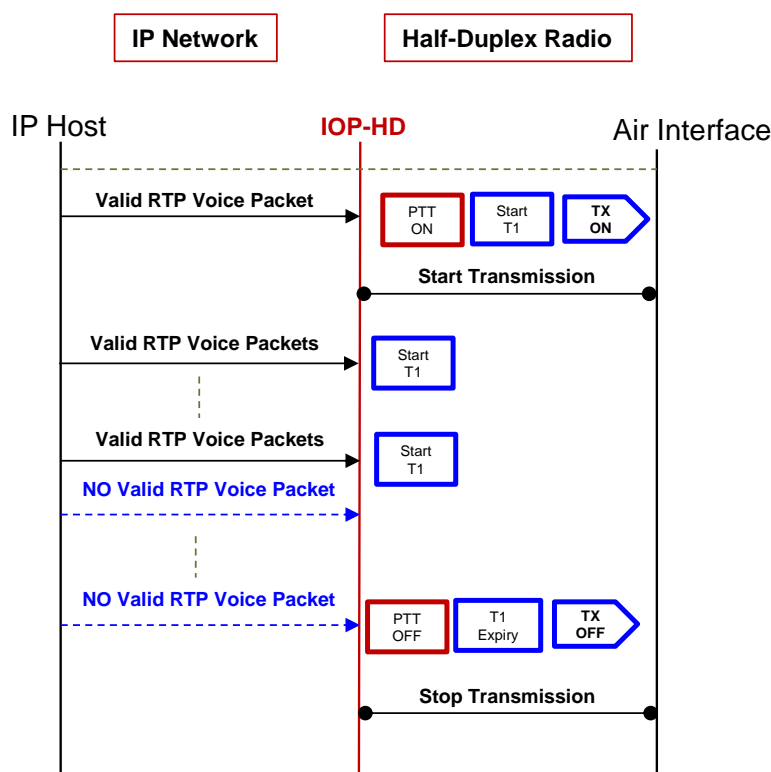 IP Network
Half-Duplex Radio
IP Host
IOP-HD
Air Interface
Valid RTP Voice Packet
PTT
ON
Start
T1
TX
ON
Start Transmission
Valid RTP Voice Packets
Start
T1
Valid RTP Voice Packets
Start
T1
NO Valid RTP Voice Packet
NO Valid RTP Voice Packet
PTT
OFF
T1
Expiry
TX
OFF
Stop Transmission